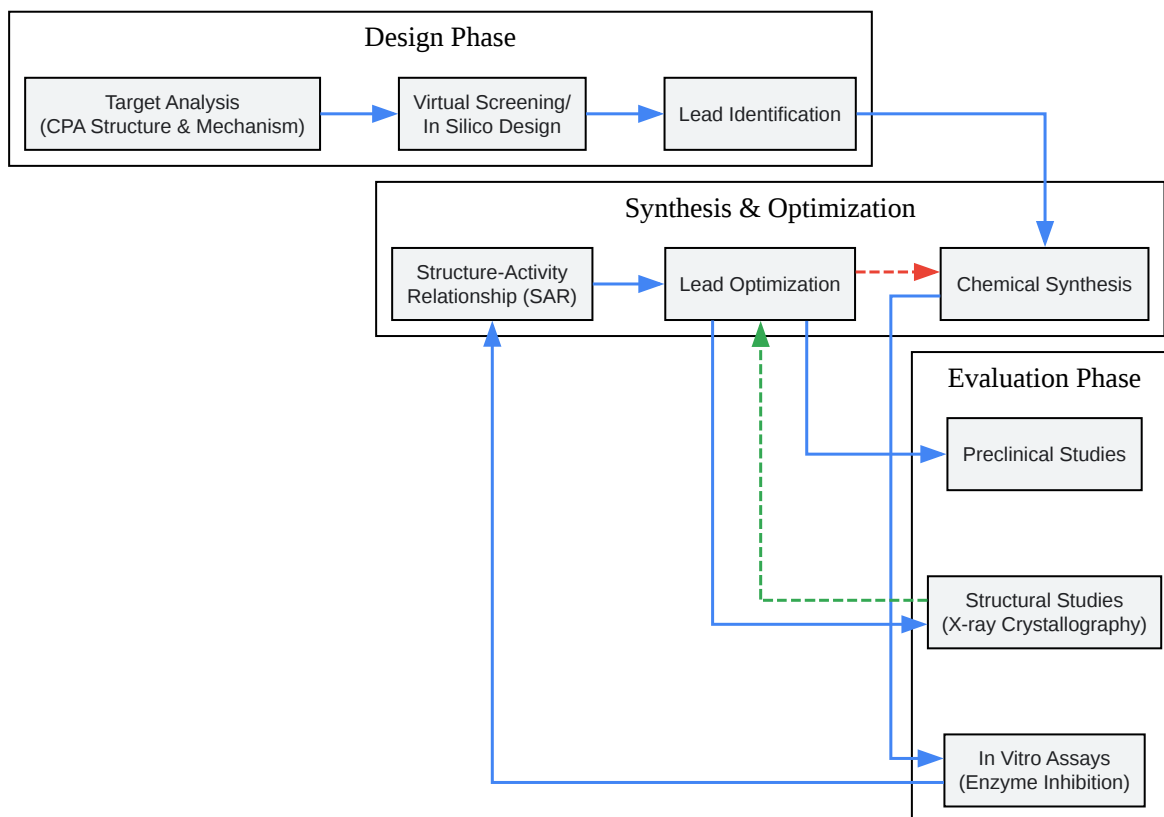 Design Phase
Target Analysis
(CPA Structure & Mechanism)
Virtual Screening/
In Silico Design
Lead Identification
Synthesis & Optimization
Structure-Activity
Relationship (SAR)
Lead Optimization
Chemical Synthesis
Evaluation Phase
Preclinical Studies
Structural Studies
(X-ray Crystallography)
In Vitro Assays
(Enzyme Inhibition)